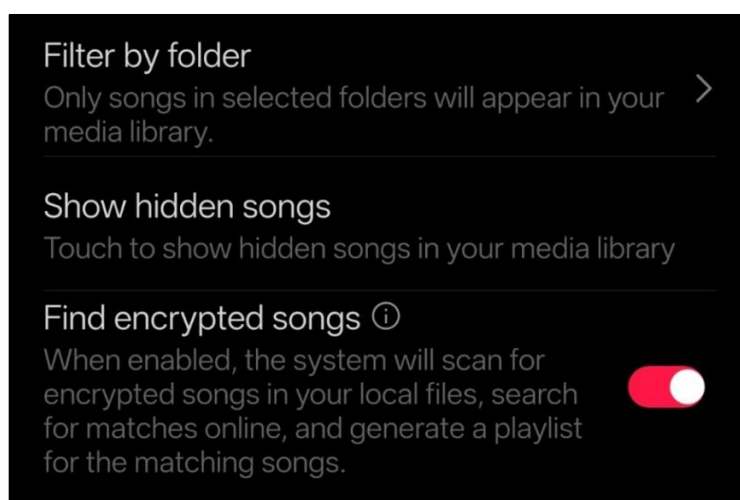 Filter by folder
Only songs in selected folders will appear in your
media library.
Show hidden songs
Touch to show hidden songs in your media library
Find encrypted songs
When enabled, the system will scan for
encrypted songs in your local files, search
for matches online, and generate a playlist
for the matching songs.